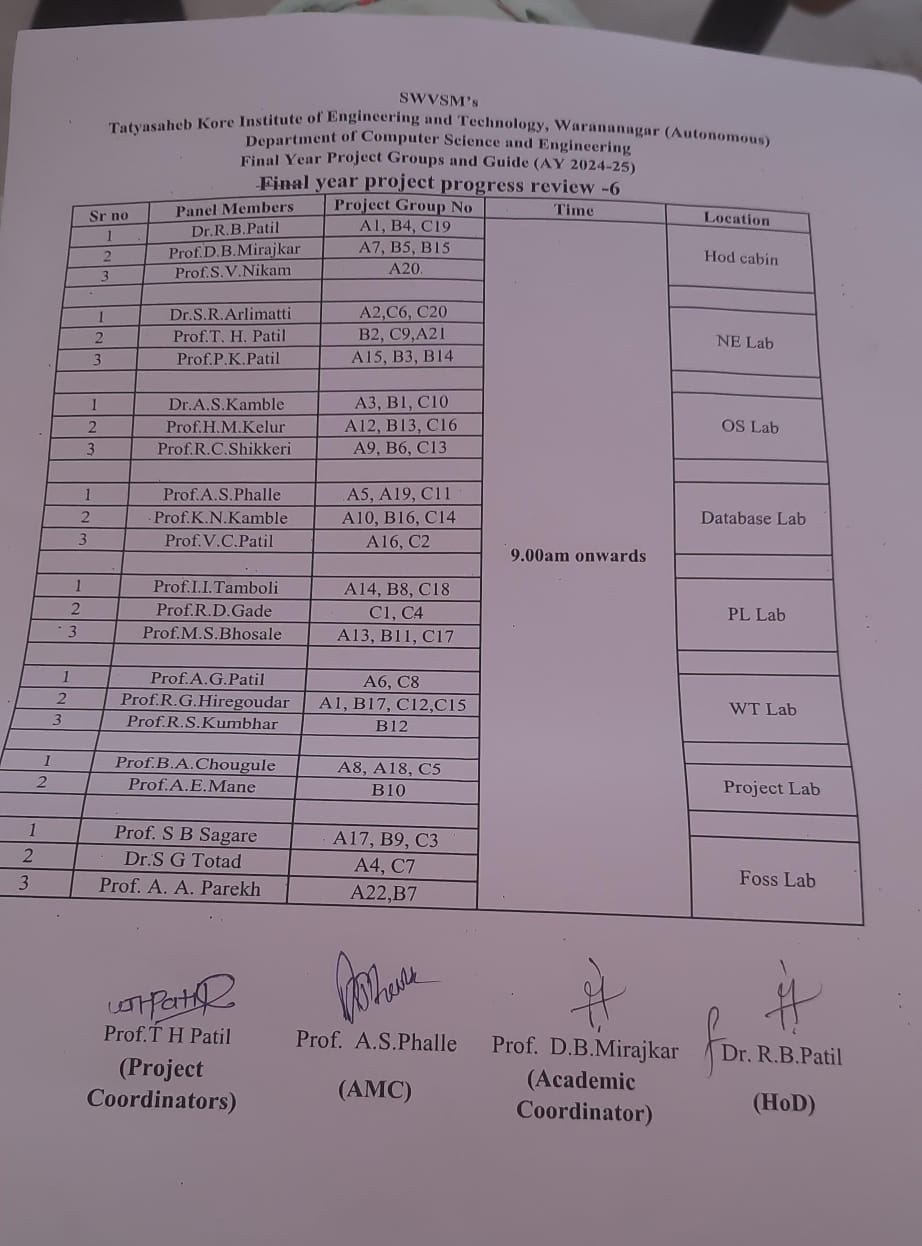 SWVSM's
Tatyasaheb Kore Institute of Engineering and Technology, Warananagar (Autonomous)
Department of Computer Science and Engineering
Final Year Project Groups and Guide (AY 2024-25)
Final year project progress review -6
Sr no Panel Members Project Group No Time Location
1 Dr.R.B.Patil A1, B4, C19
2 Prof.D.B.Mirajkar A7, B5, B15 Hod cabin
3 Prof.S.V.Nikam A20.
1 Dr.S.R.Arlimatti A2,C6, C20
2 Prof.T. H. Patil B2, C9,A21 NE Lab
3 Prof.P.K.Patil A15, B3, B14
1 Dr.A.S.Kamble A3, B1, C10
2 Prof.H.M.Kelur A12, B13, C16 OS Lab
3 Prof.R.C.Shikkeri A9, B6, C13
1 Prof.A.S.Phalle A5, A19, C11
2 Prof.K.N.Kamble A10, B16, C14 Database Lab
3 Prof.V.C.Patil A16, C2
9.00am onwards
1 Prof.I.I.Tamboli A14, B8, C18
2 Prof.R.D.Gade C1, C4 PL Lab
3 Prof.M.S.Bhosale A13, B11, C17
1 Prof.A.G.Patil A6, C8
2 Prof.R.G.Hiregoudar A1, B17, C12,C15 WT Lab
3 Prof.R.S.Kumbhar B12
1 Prof.B.A.Chougule A8, A18, C5
2 Prof.A.E.Mane B10 Project Lab
1 Prof. S B Sagare A17, B9, C3
2 Dr.S G Totad A4, C7 Foss Lab
3 Prof. A. A. Parekh A22,B7
Prof.T H Patil Prof. A.S.Phalle Prof. D.B.Mirajkar Dr. R.B.Patil
(Project Coordinators) (AMC) (Academic Coordinator) (HoD)